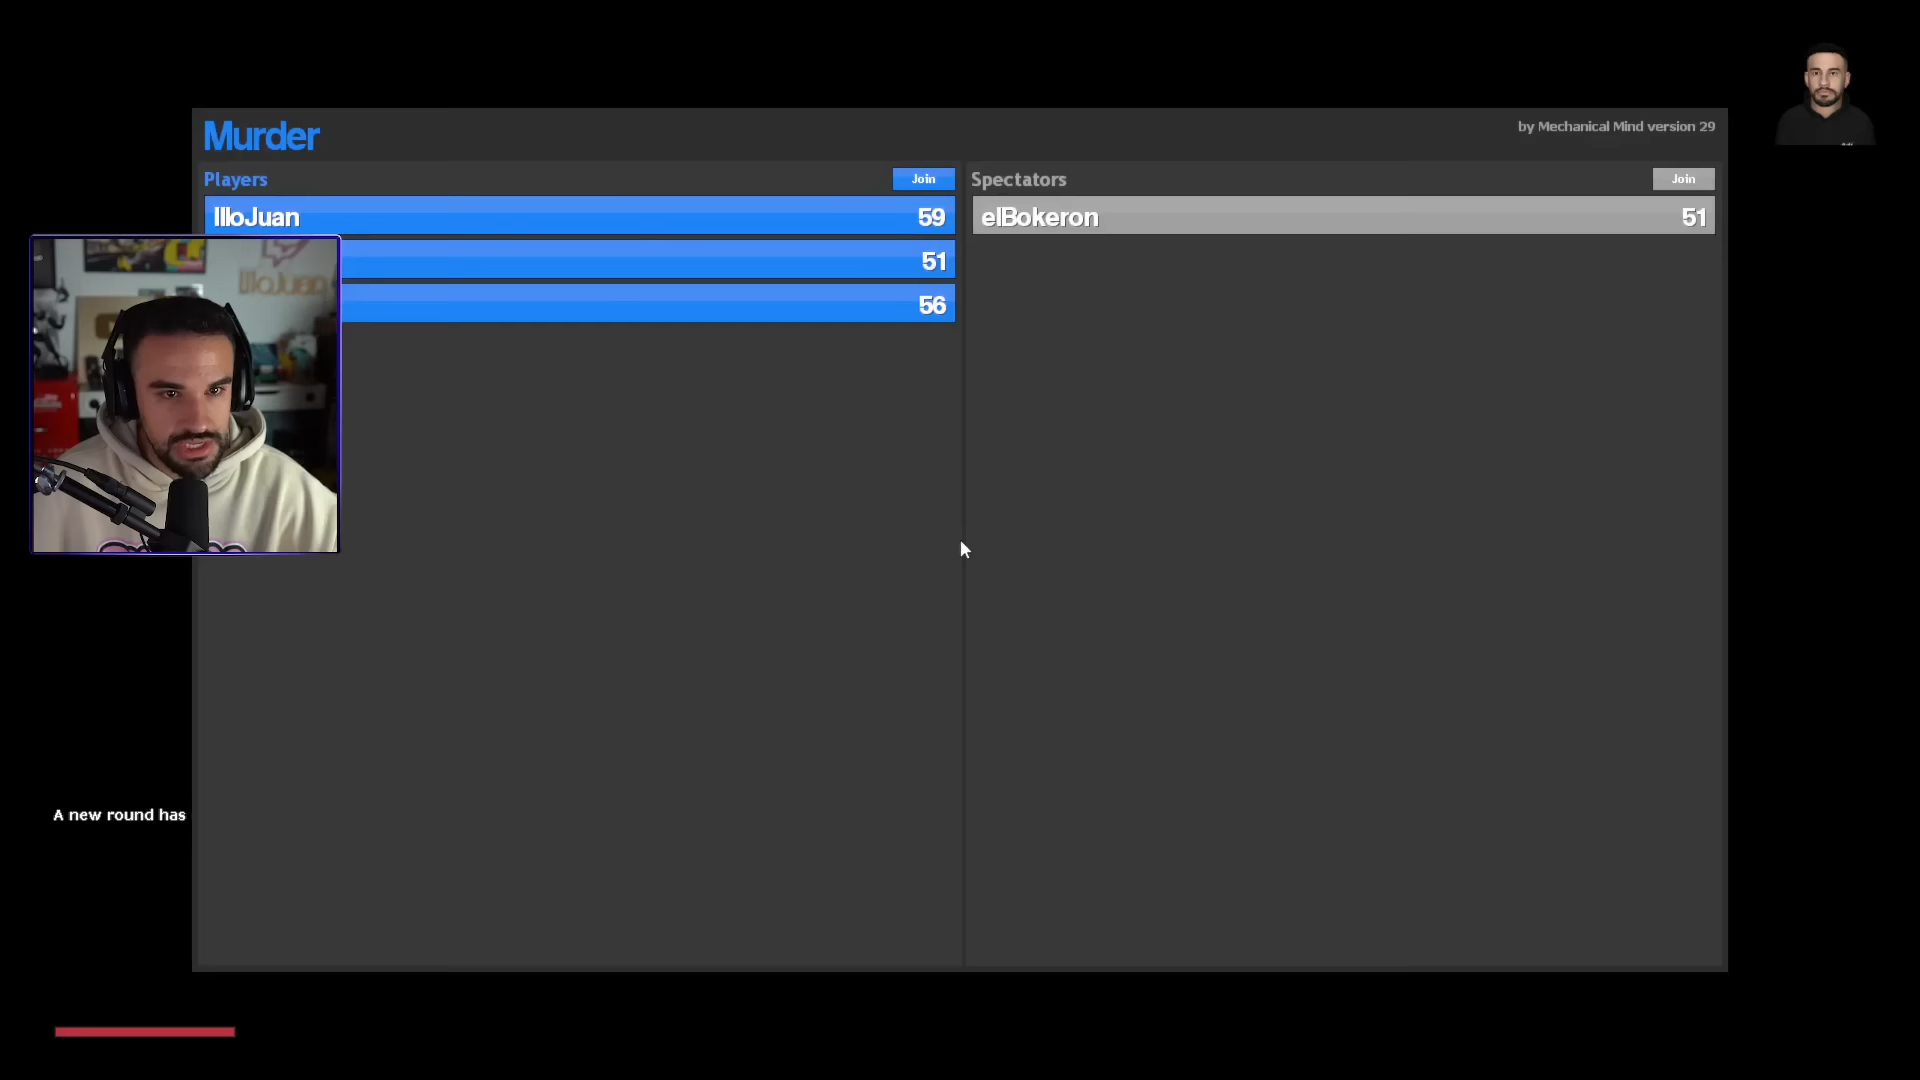 Murder
by Mechanical Mind version 29
Players
Join
Spectators
Join
IlloJuan
59
elBokeron
51
51
56
IlloJuan
A new round has